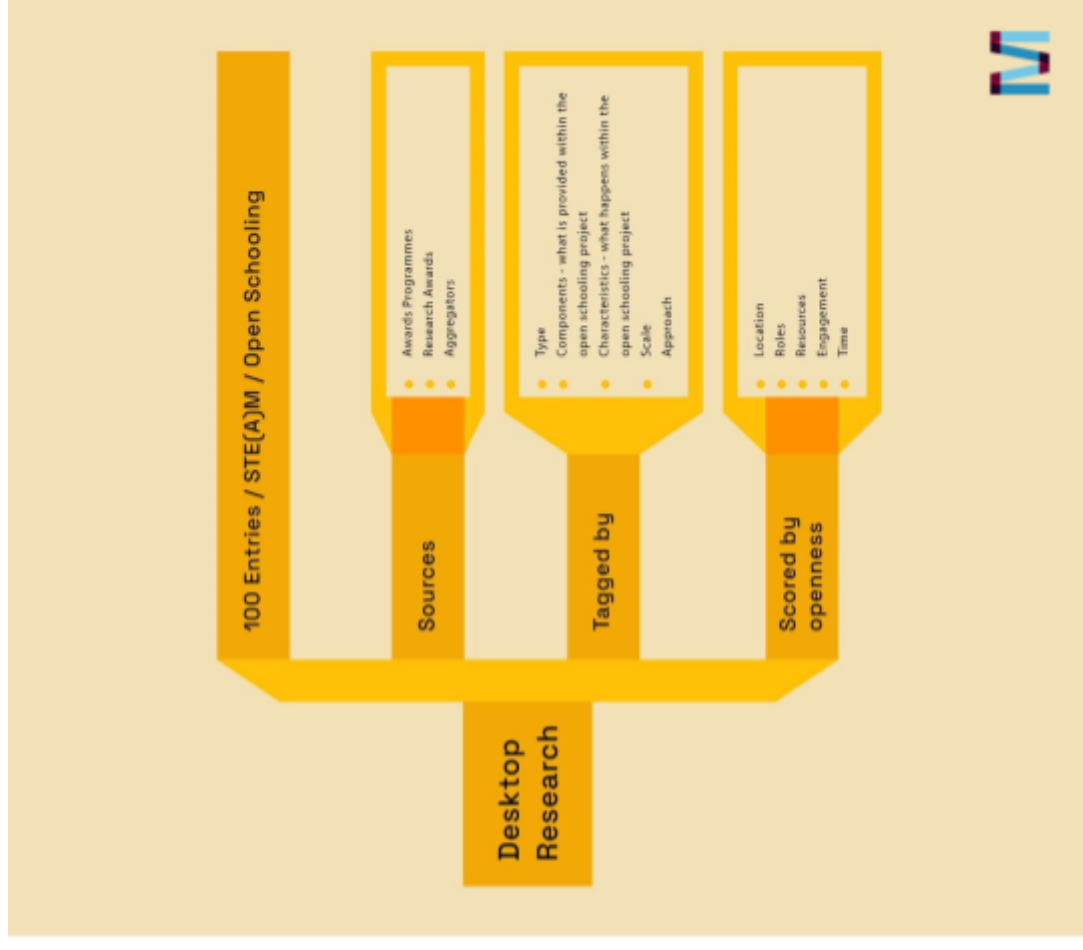 Desktop
Research
100 Entries / STE(A)M / Open Schooling
Sources
Awards Programmes
Research Awards
Aggregators
Tagged by
Type
Components - what is provided within the
open schooling project
Characteristics - what happens within the
open schooling project
Scale
Approach
Scored by
openness
Location
Roles
Resources
Engagement
Time
M